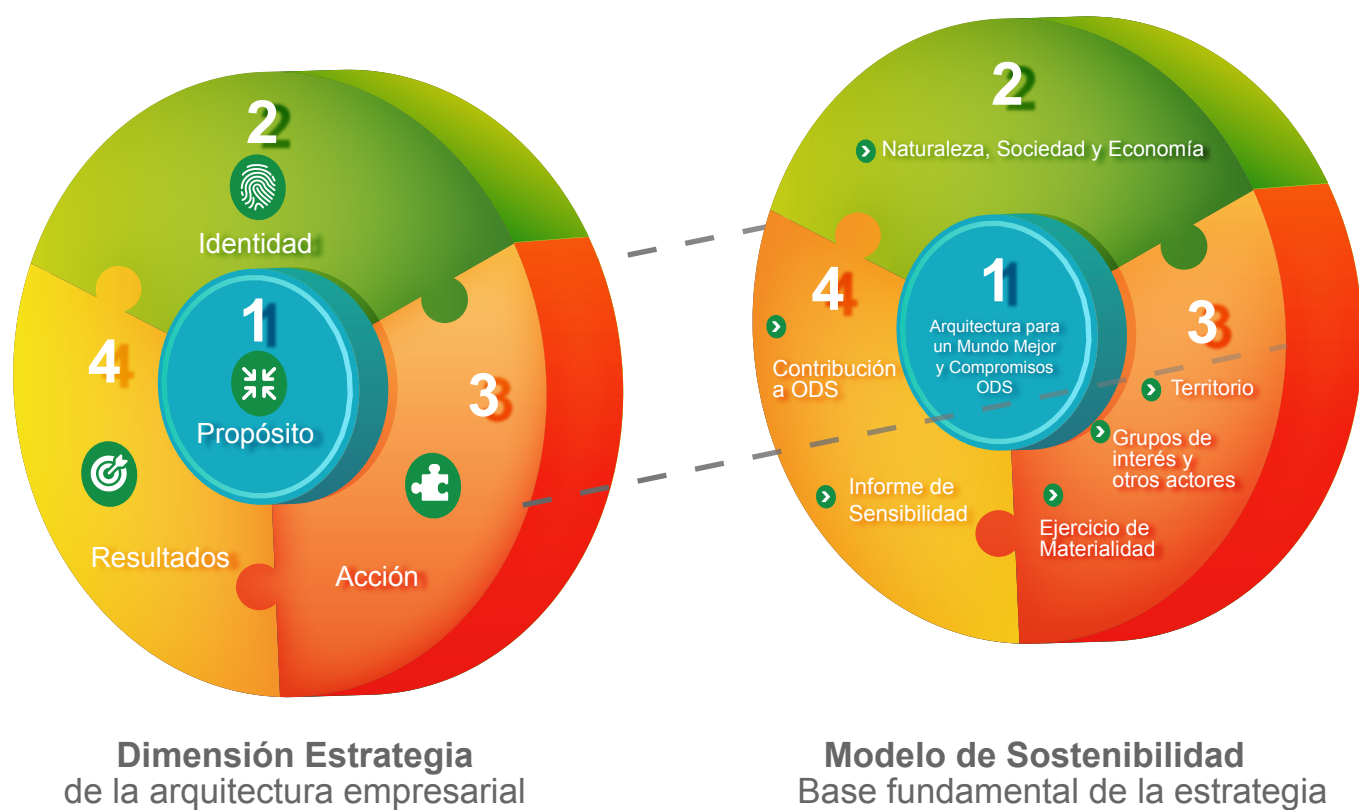 2
Identidad
1
Propósito
4
Resultados
3
Acción
Dimensión Estrategia
de la arquitectura empresarial
2
Naturaleza, Sociedad y Economía
1
Arquitectura para
un Mundo Mejor
y Compromisos
ODS
4
Contribución
a ODS
Informe de
Sensibilidad
3
Territorio
Grupos de
interés y
otros actores
Ejercicio de
Materialidad
Modelo de Sostenibilidad
Base fundamental de la estrategia